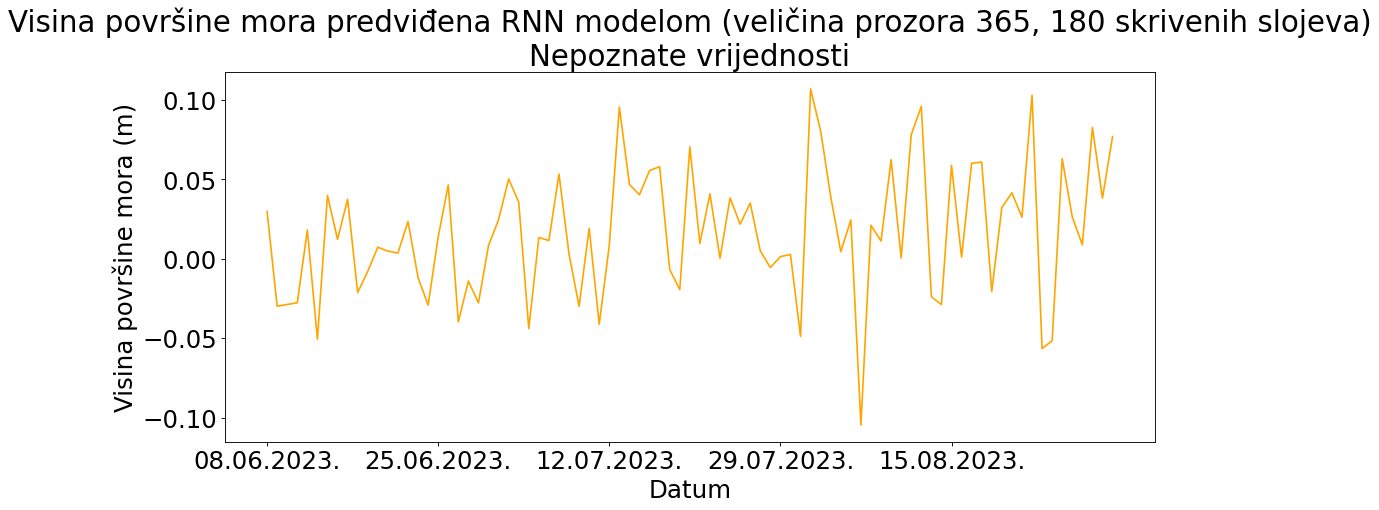 Visina površine mora predviđena RNN modelom (veličina prozora 365, 180 skrivenih slojeva)
Nepoznate vrijednosti
Visina površine mora (m)
0.10
0.05
0.00
−0.05
−0.10
08.06.2023. 25.06.2023. 12.07.2023. 29.07.2023. 15.08.2023.
Datum